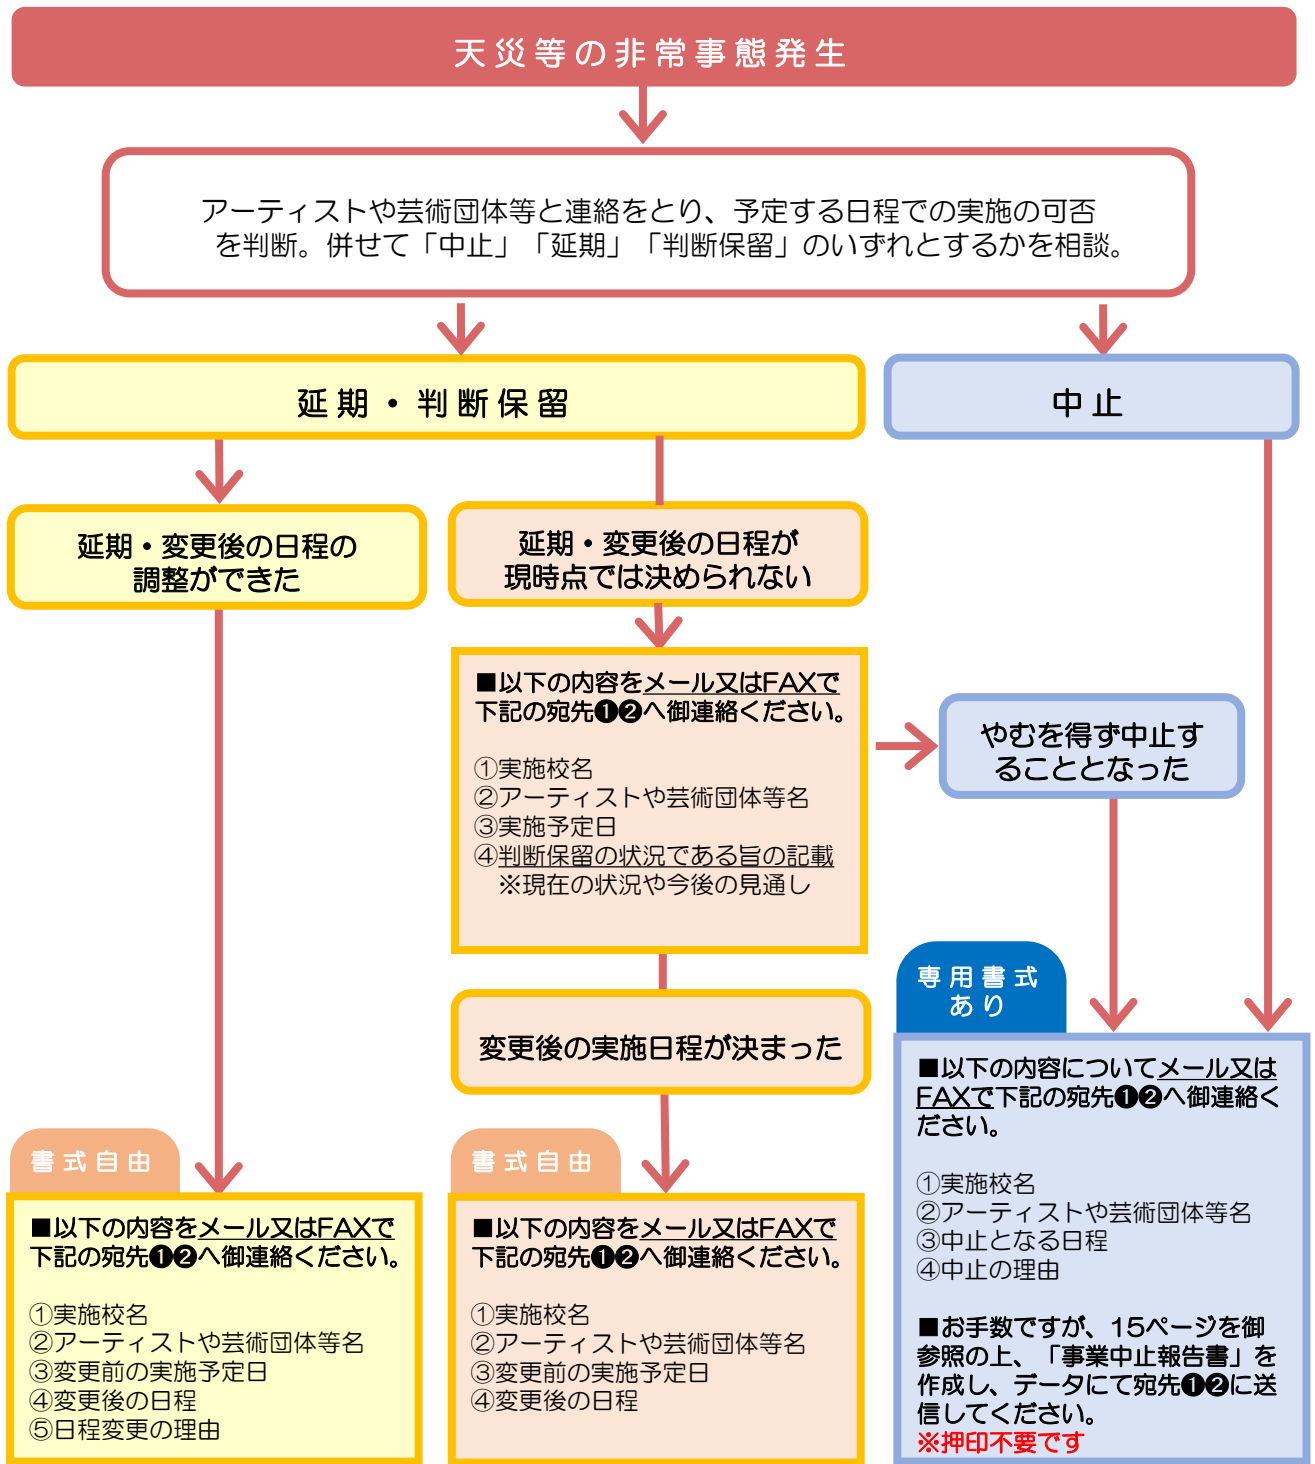 天災等の非常事態発生
アーティストや芸術団体等と連絡をとり、予定する日程での実施の可否
を判断。併せて「中止」「延期」「判断保留」のいずれとするかを相談。
延期・判断保留
中止
延期・変更後の日程の
調整ができた
延期・変更後の日程が
現時点では決められない
■以下の内容をメール又はFAXで
下記の宛先❶❷へ御連絡ください。
①実施校名
②アーティストや芸術団体等名
③実施予定日
④判断保留の状況である旨の記載
※現在の状況や今後の見通し
やむを得ず中止す
ることとなった
変更後の実施日程が決まった
書式自由
■以下の内容をメール又はFAXで
下記の宛先❶❷へ御連絡ください。
①実施校名
②アーティストや芸術団体等名
③変更前の実施予定日
④変更後の日程
⑤日程変更の理由
書式自由
■以下の内容をメール又はFAXで
下記の宛先❶❷へ御連絡ください。
①実施校名
②アーティストや芸術団体等名
③変更前の実施予定日
④変更後の日程
専用書式
あり
■以下の内容についてメール又は
FAXで下記の宛先❶❷へ御連絡く
ださい。
①実施校名
②アーティストや芸術団体等名
③中止となる日程
④中止の理由
■お手数ですが、15ページを御
参照の上、「事業中止報告書」を
作成し、データにて宛先❶❷に送
信してください。
※押印不要です